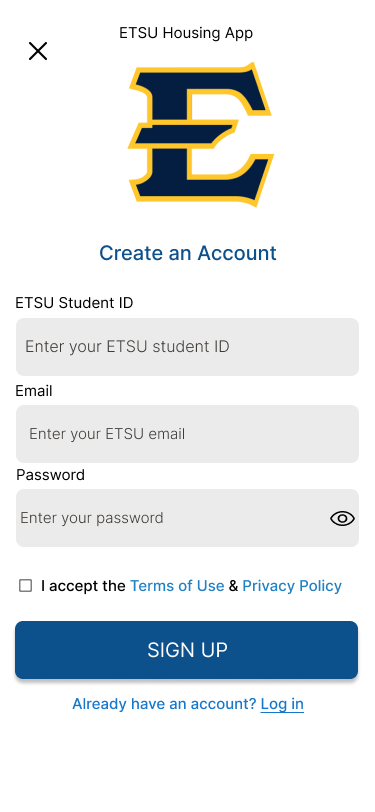 ETSU Housing App
E
Create an Account
ETSU Student ID
Enter your ETSU student ID
Email
Enter your ETSU email
Password
Enter your password
I accept the Terms of Use & Privacy Policy
SIGN UP
Already have an account? Log in